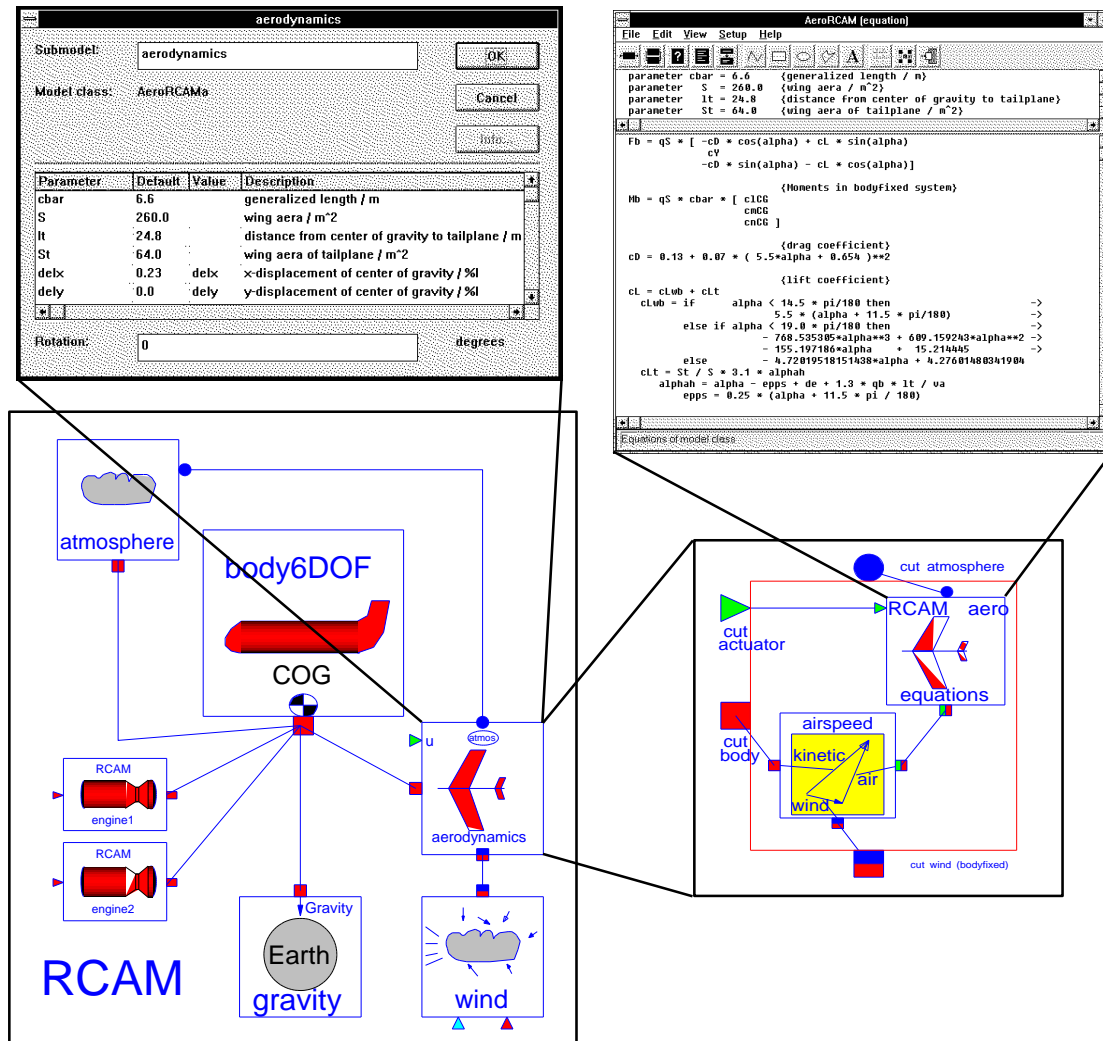 aerodynamics
Submodel:
aerodynamics
OK
Model class:
AeroRCAMa
Cancel
Info...
Parameter Default Value Description
cbar 6.6 generalized length / m
S 260.0 wing aera / m^2
lt 24.8 distance from center of gravity to tailplane / m
St 64.0 wing aera of tailplane / m^2
delx 0.23 delx x-displacement of center of gravity / %l
dely 0.0 dely y-displacement of center of gravity / %l
Rotation:
0
degrees
AeroRCAM (equation)
File Edit View Setup Help
A
parameter cbar = 6.6 {generalized length / m}
parameter S = 260.0 {wing aera / m^2}
parameter lt = 24.8 {distance from center of gravity to tailplane}
parameter St = 64.0 {wing aera of tailplane / m^2}
Fb = qS * [ -cD * cos(alpha) + cL * sin(alpha)
cY
-cD * sin(alpha) - cL * cos(alpha)]
{Moments in bodyfixed system}
Mb = qS * cbar * [ clCG
cmCG
cnCG ]
{drag coefficient}
cD = 0.13 + 0.07 * ( 5.5*alpha + 0.654 )**2
{lift coefficient}
cL = cLwb + cLt
cLwb = if alpha < 14.5 * pi/180 then ->
5.5 * (alpha + 11.5 * pi/180) ->
else if alpha < 19.0 * pi/180 then ->
- 768.535305*alpha**3 + 609.159243*alpha**2 ->
- 155.197186*alpha + 15.214445 ->
else - 4.72019518151438*alpha + 4.27601480341904
cLt = St / S * 3.1 * alphah
alphah = alpha - epps + de + 1.3 * qb * lt / va
epps = 0.25 * (alpha + 11.5 * pi / 180)
Equations of model class
atmosphere
body6DOF
COG
u
atmos
aerodynamics
RCAM
engine1
RCAM
engine2
Gravity
Earth
gravity
wind
RCAM
cut atmosphere
RCAM aero
cut
actuator
equations
airspeed
cut
body
kinetic
air
wind
cut wind (bodyfixed)